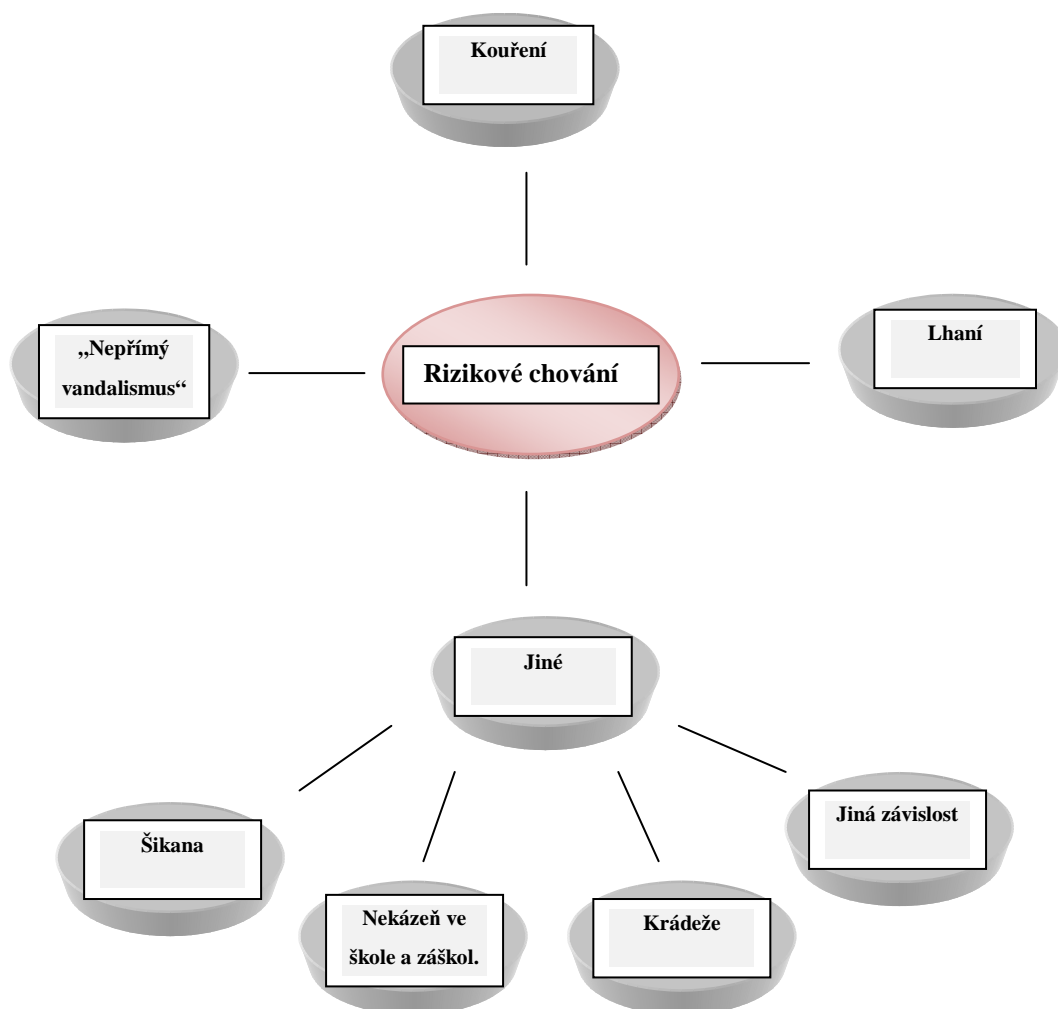 Kouření
„Nepřímý
vandalismus“
Rizikové chování
Lhaní
Jiné
Šikana
Nekázeň ve
škole a záškol.
Krádeže
Jiná závislost